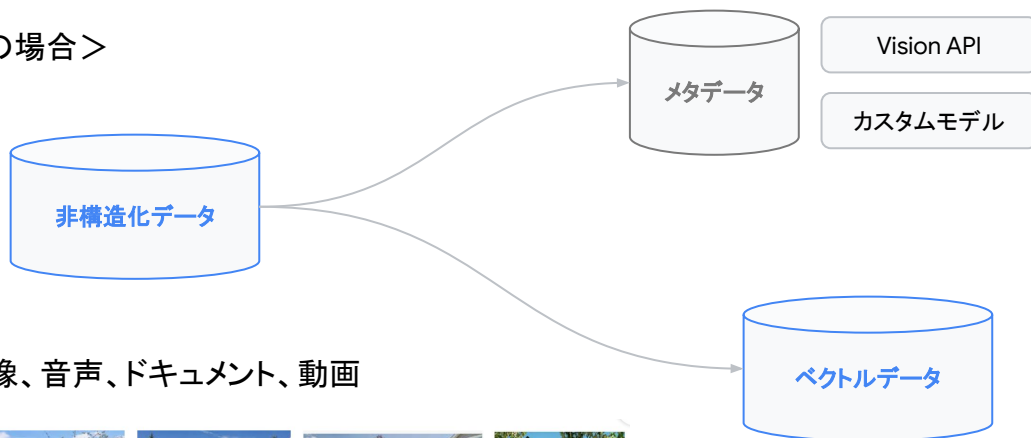 の場合＞
メタデータ
Vision API
カスタムモデル
非構造化データ
像、音声、ドキュメント、動画
ベクトルデータ